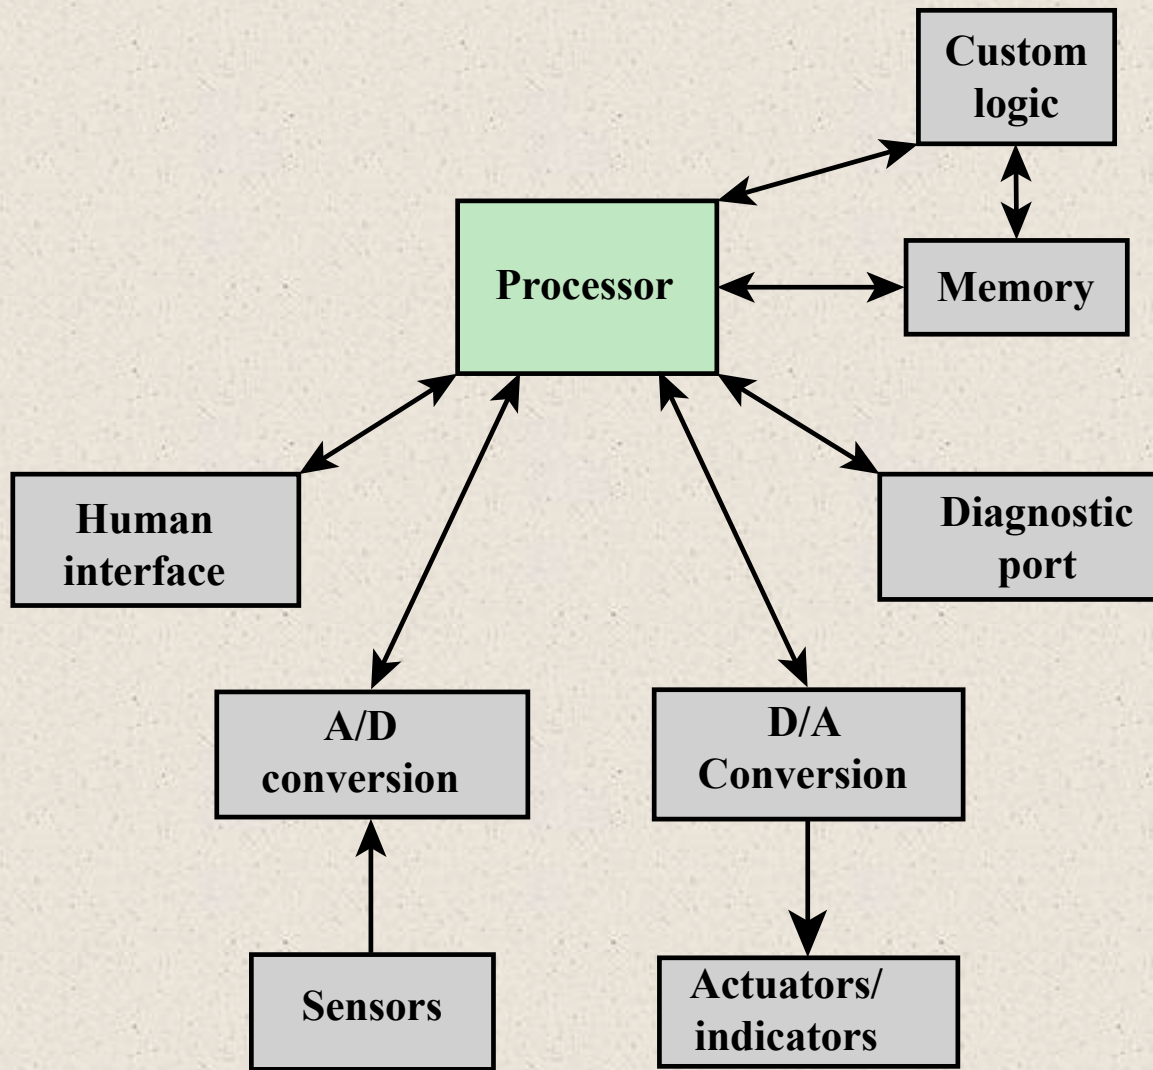 Custom
logic
Processor
Memory
Human
interface
Diagnostic
port
A/D
conversion
D/A
Conversion
Sensors
Actuators/
indicators